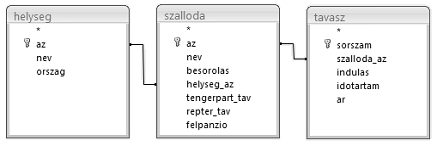 helyseg
*
az
nev
orszag
szalloda
*
az
nev
besorolas
helyseg_az
tengerpart_tav
repter_tav
felpanzio
tavasz
*
sorszam
szalloda_az
indulas
idotartam
ar